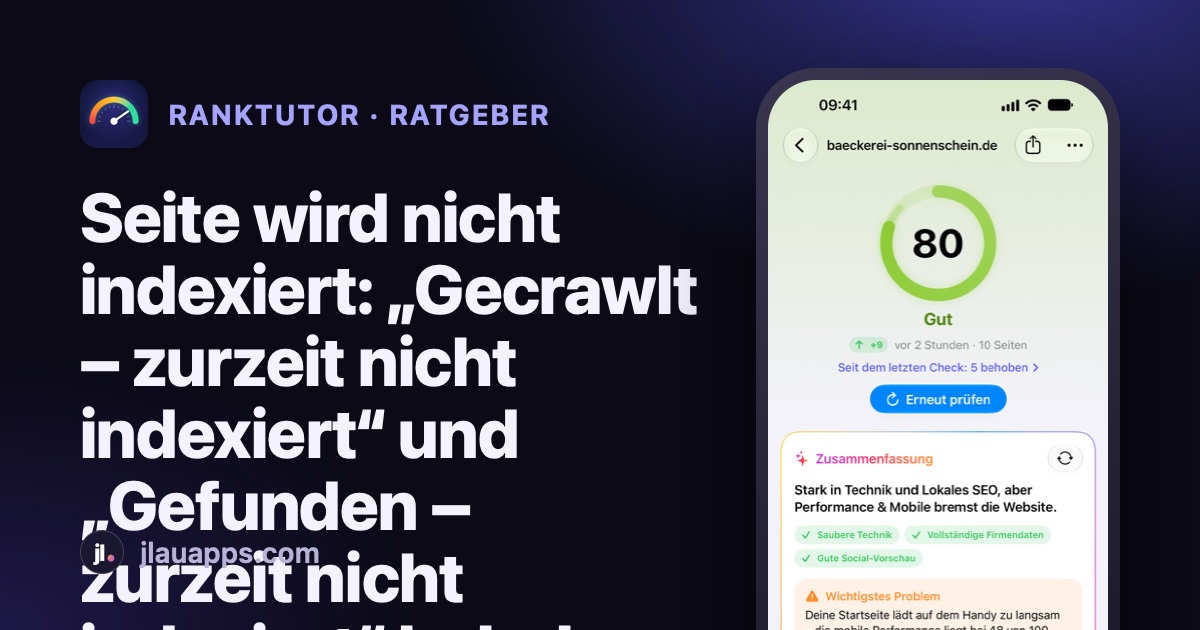 RANKTUTOR · RATGEBER
Seite wird nicht
indexiert: „Gecrawlt
– zurzeit nicht
indexiert“ und
„Gefunden –
zurzeit nicht
jl.
jlauapps.com
09:41
baeckerei-sonnenschein.de
80
Gut
+9 vor 2 Stunden · 10 Seiten
Seit dem letzten Check: 5 behoben
Erneut prüfen
Zusammenfassung
Stark in Technik und Lokales SEO, aber
Performance & Mobile bremst die Website.
Saubere Technik
Vollständige Firmendaten
Gute Social-Vorschau
Wichtigstes Problem
Deine Startseite lädt auf dem Handy zu langsam